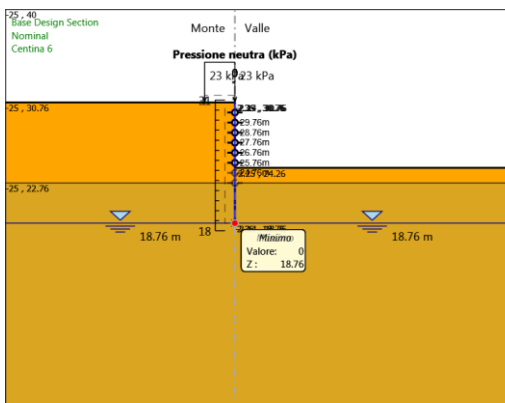 -25 , 40
Base Design Section
Nominal
Centina 6
Monte Valle
Pressione neutra (kPa)
23 kPa 23 kPa
-25 , 30.76
29.76m
28.76m
27.76m
26.76m
25.76m
-25 , 22.76
18
18.76 m
18.76 m
Minimo
Valore: 0
Z : 18.76